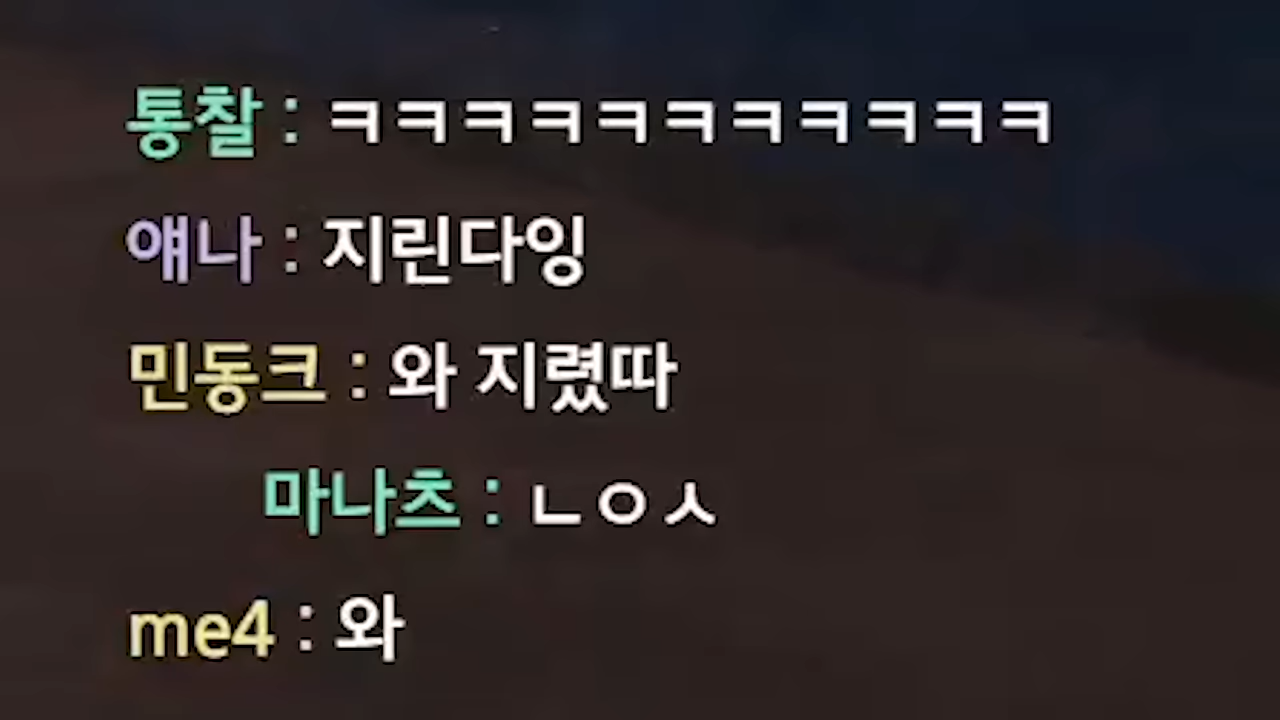 통찰 : ㅋㅋㅋㅋㅋㅋㅋㅋㅋㅋㅋ
얘나 : 지린다잉
민동크 : 와 지렸따
마나츠 : ㄴㅇㅅ
me4 : 와